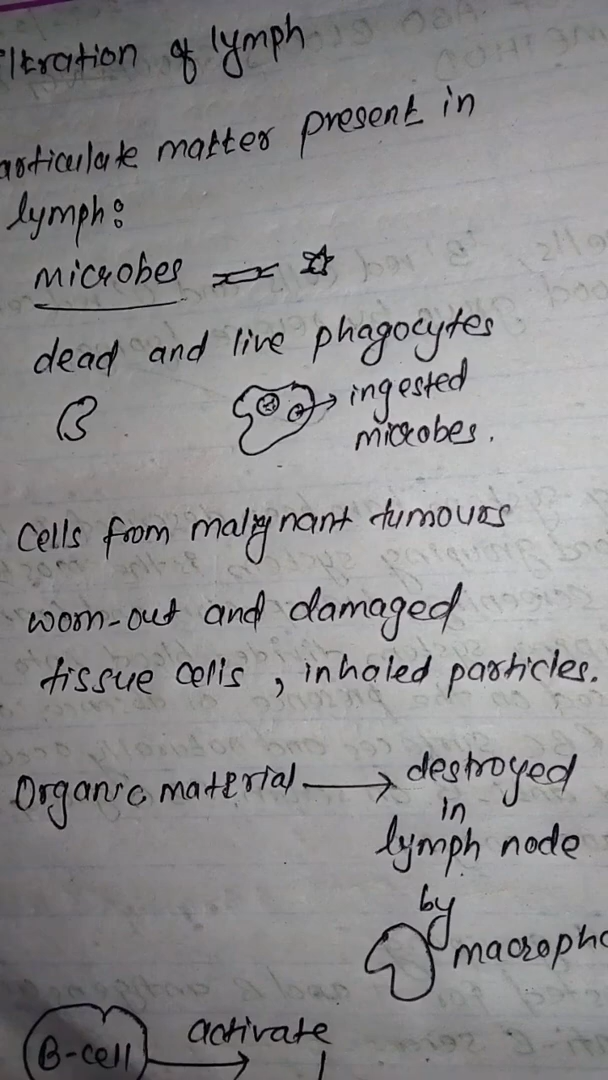 ltration of lymph
articulate matter present in
lymph:
microbes
dead and live phagocytes
ingested
microbes.
Cells from malignant tumours
worn-out and damaged
tissue cells, inhaled particles.
Organic material → destroyed
in
lymph node
by
macropha
activate
B-cell →